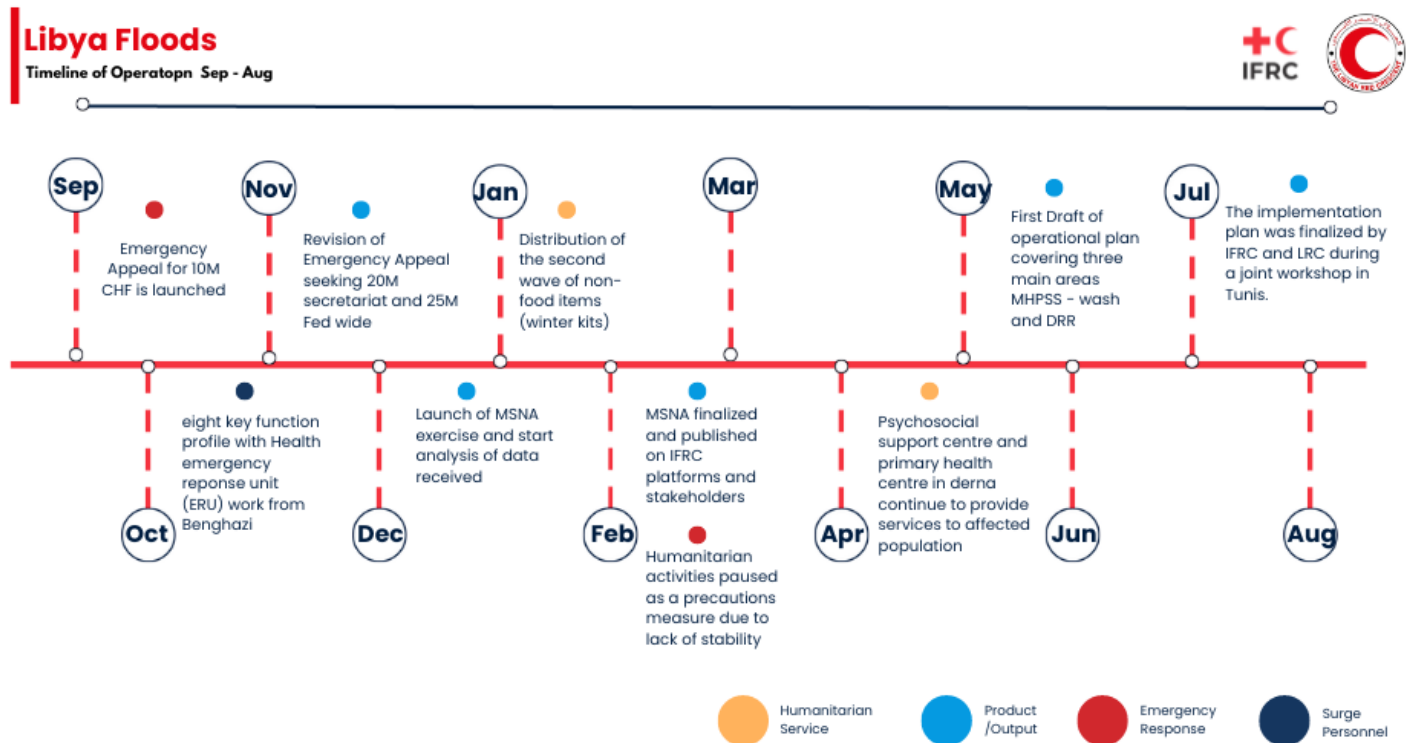 Libya Floods
Timeline of Operatopn Sep - Aug
IFRC
Sep
Emergency
Appeal for 10M
CHF is launched
Nov
Revision of
Emergency Appeal
seeking 20M
secretariat and 25M
Fed wide
Jan
Distribution of
the second
wave of non-
food items
(winter kits)
Mar
May
First Draft of
operational plan
covering three
main areas
MHPSS - wash
and DRR
Jul
The implementation
plan was finalized by
IFRC and LRC during
a joint workshop in
Tunis.
Oct
eight key function
profile with Health
emergency
reponse unit
(ERU) work from
Benghazi
Dec
Launch of MSNA
exercise and start
analysis of data
received
Feb
MSNA finalized
and published
on IFRC
platforms and
stakeholders
Humanitarian
activities paused
as a precautions
measure due to
lack of stability
Apr
Psychosocial
support centre and
primary health
centre in derna
continue to provide
services to affected
population
Jun
Aug
Humanitarian
Service
Product
/Output
Emergency
Response
Surge
Personnel